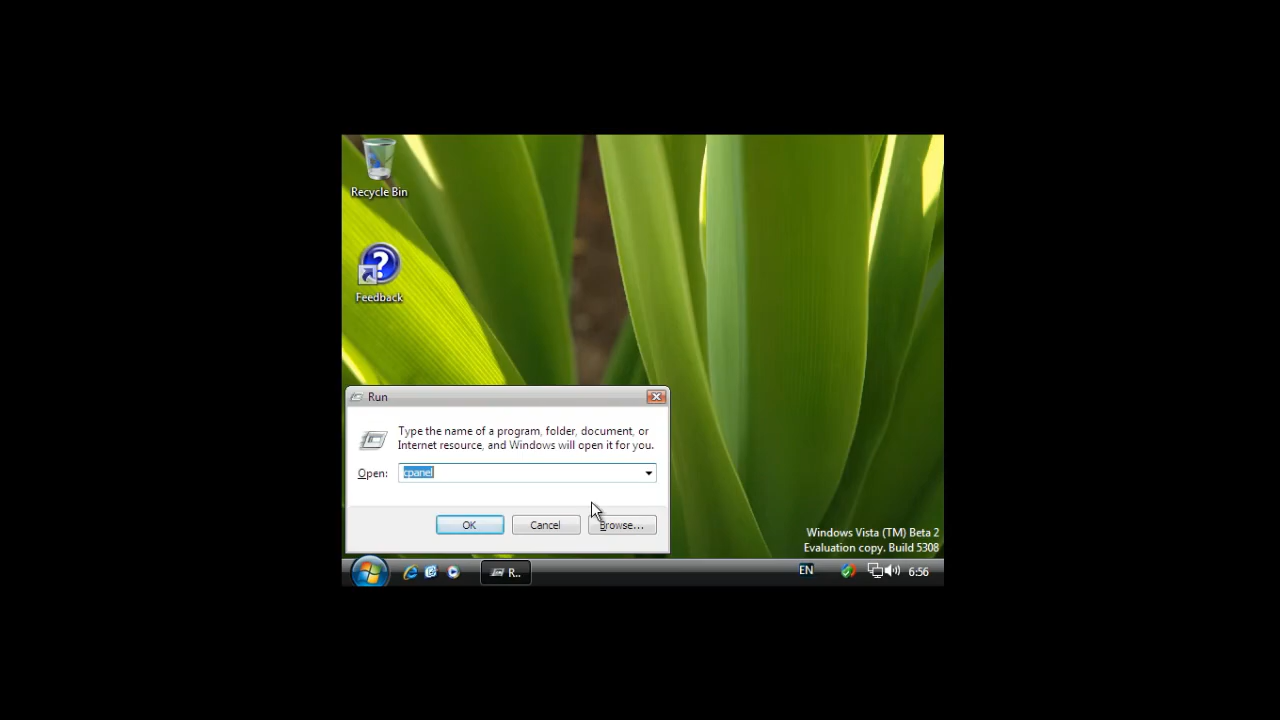 Recycle Bin
Feedback
Run
Type the name of a program, folder, document, or
Internet resource, and Windows will open it for you.
Open: cpanel
OK Cancel Browse...
Windows Vista (TM) Beta 2
Evaluation copy. Build 5308
R.. EN 6:56